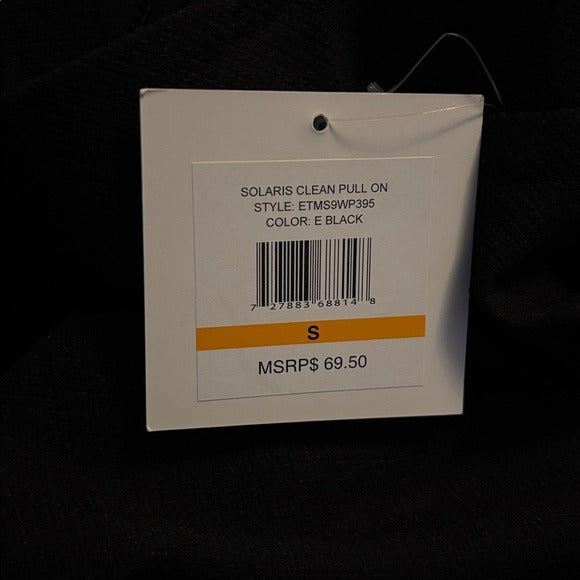 SOLARIS CLEAN PULL ON
STYLE: ETMS9WP395
COLOR: E BLACK
7 27883 68814 8
S
MSRP$ 69.50